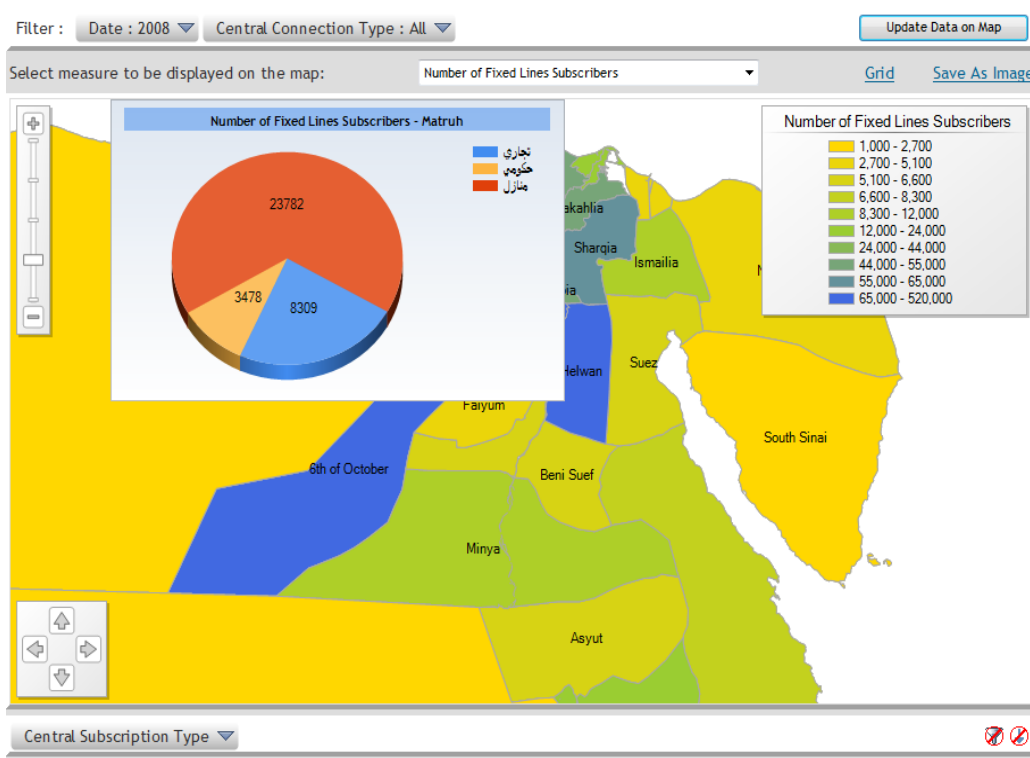 Filter : Date : 2008 Central Connection Type : All Update Data on Map
Select measure to be displayed on the map: Number of Fixed Lines Subscribers Grid Save As Image
Number of Fixed Lines Subscribers - Matruh
تجاري
حكومي
منازل
23782
3478
8309
Number of Fixed Lines Subscribers
1,000 - 2,700
2,700 - 5,100
5,100 - 6,600
6,600 - 8,300
8,300 - 12,000
12,000 - 24,000
24,000 - 44,000
44,000 - 55,000
55,000 - 65,000
65,000 - 520,000
akahlia
Sharqia
Ismailia
N
ia
Helwan
Suez
Faiyum
South Sinai
6th of October
Beni Suef
Minya
Asyut
Central Subscription Type